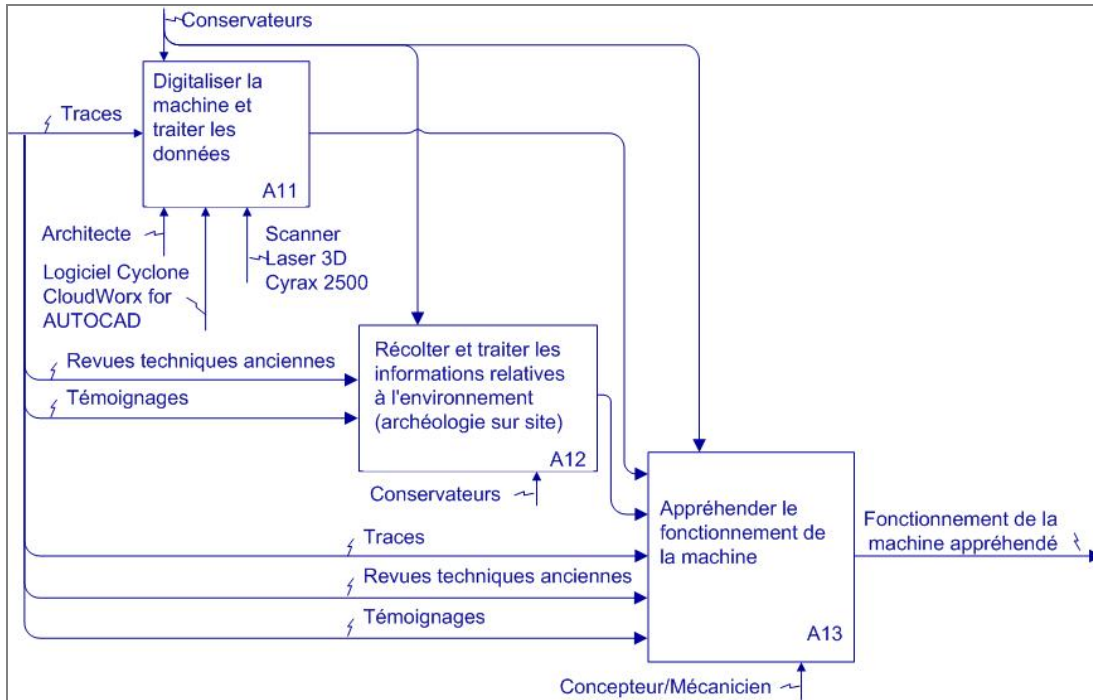 Conservateurs
Digitaliser la
machine et
traiter les
données
A11
Traces
Architecte
Logiciel Cyclone
CloudWorx for
AUTOCAD
Scanner
Laser 3D
Cyrax 2500
Revues techniques anciennes
Témoignages
Récolter et traiter les
informations relatives
à l'environnement
(archéologie sur site)
A12
Conservateurs
Traces
Revues techniques anciennes
Témoignages
Appréhender le
fonctionnement de
la machine
A13
Fonctionnement de la
machine appréhendé
Concepteur/Mécanicien